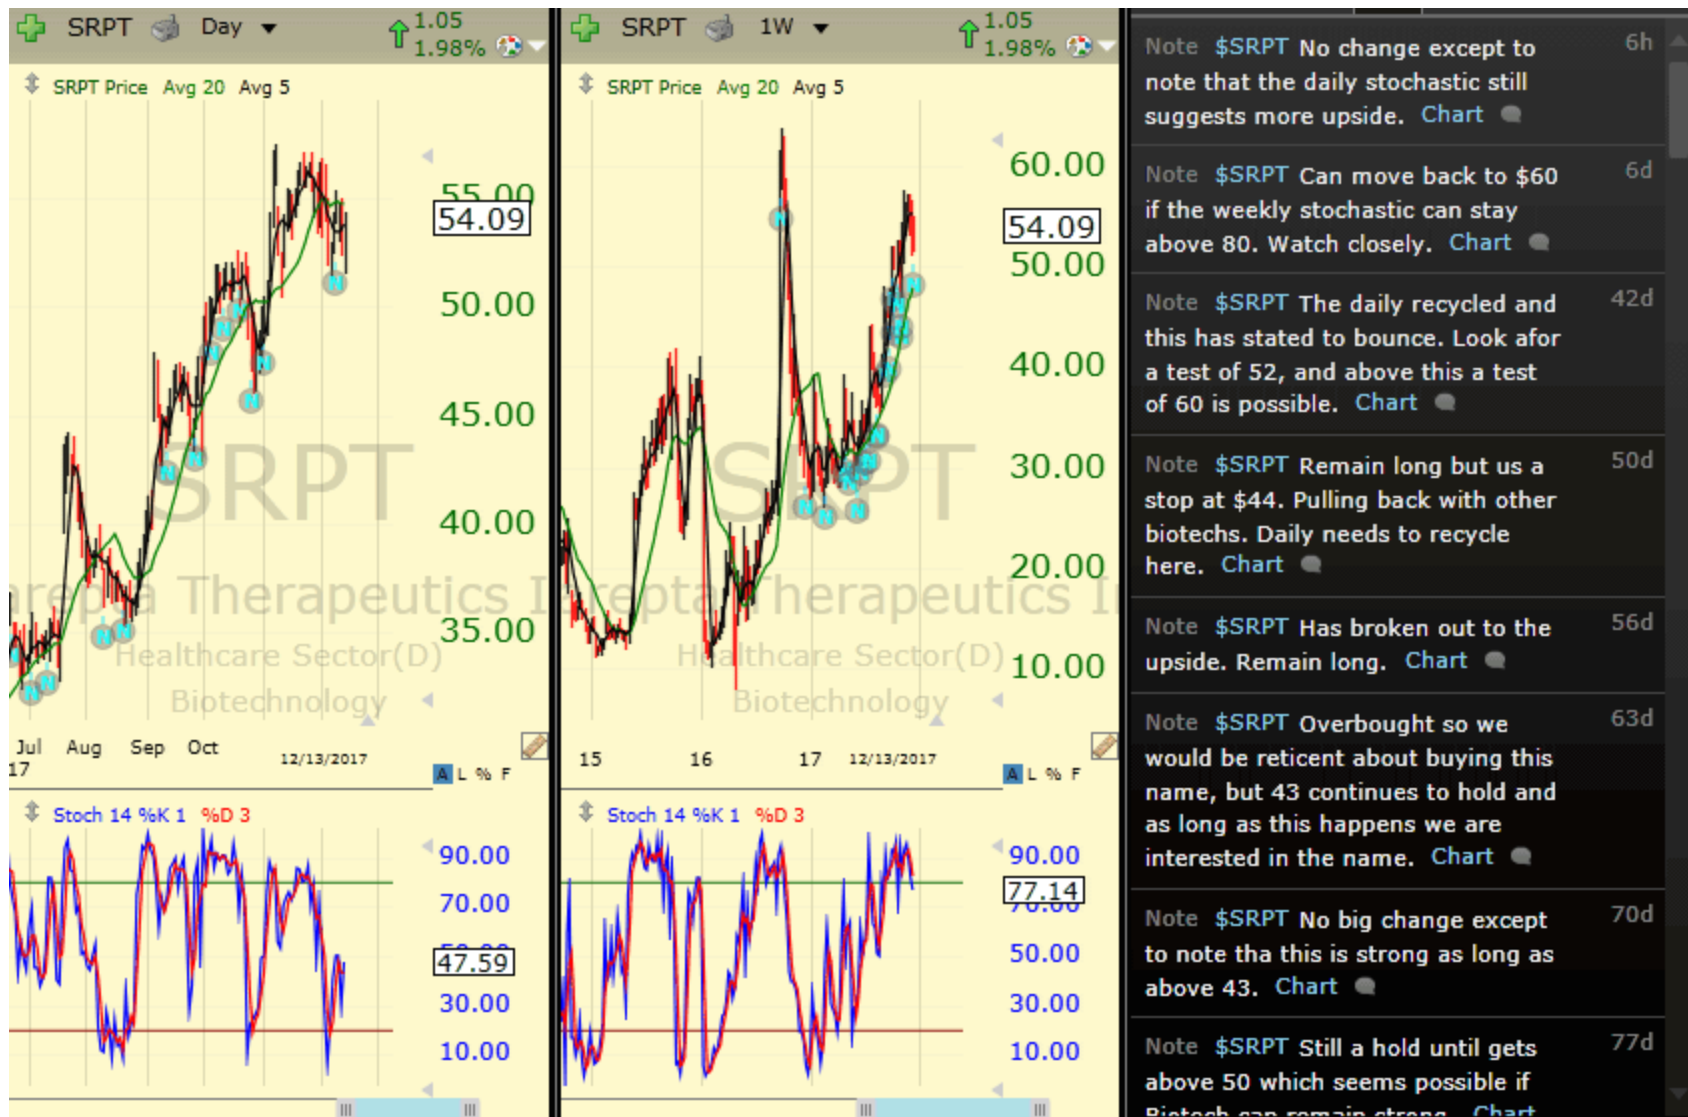 SRPT Day 1.05
1.98%
SRPT Price Avg 20 Avg 5
55.00
54.09
50.00
45.00
40.00
35.00
SRPT
Therapeutics I
Healthcare Sector(D)
Biotechnology
Jul Aug Sep Oct
17 12/13/2017
A L % F
Stoch 14 %K 1 %D 3
90.00
70.00
47.59
30.00
10.00
SRPT 1W 1.05
1.98%
SRPT Price Avg 20 Avg 5
60.00
54.09
50.00
40.00
30.00
20.00
10.00
SRPT
repta Therapeutics I
Healthcare Sector(D)
Biotechnology
15 16 17 12/13/2017
A L % F
Stoch 14 %K 1 %D 3
90.00
77.14
70.00
50.00
30.00
10.00
Note $SRPT No change except to 6h
note that the daily stochastic still
suggests more upside. Chart
Note $SRPT Can move back to $60 6d
if the weekly stochastic can stay
above 80. Watch closely. Chart
Note $SRPT The daily recycled and 42d
this has stated to bounce. Look afor
a test of 52, and above this a test
of 60 is possible. Chart
Note $SRPT Remain long but us a 50d
stop at $44. Pulling back with other
biotechs. Daily needs to recycle
here. Chart
Note $SRPT Has broken out to the 56d
upside. Remain long. Chart
Note $SRPT Overbought so we 63d
would be reticent about buying this
name, but 43 continues to hold and
as long as this happens we are
interested in the name. Chart
Note $SRPT No big change except 70d
to note tha this is strong as long as
above 43. Chart
Note $SRPT Still a hold until gets 77d
above 50 which seems possible if
Biotech can remain strong. Chart